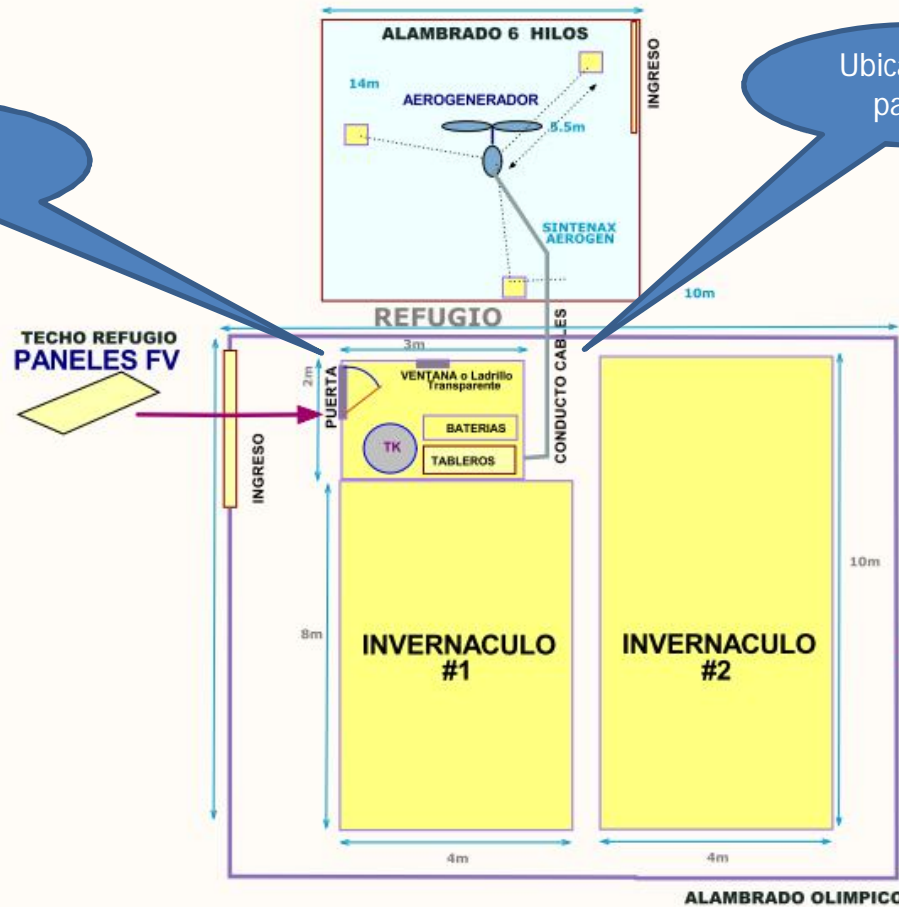 ALAMBRADO 6 HILOS
INGRESO
14m
AEROGENERADOR
5.5m
SINTENAX
AEROGEN
10m
REFUGIO
TECHO REFUGIO
PANELES FV
3m
2m
PUERTA
VENTANA o Ladrillo
Transparente
CONDUCTO CABLES
BATERIAS
TK
TABLEROS
INGRESO
10m
8m
INVERNACULO
#1
INVERNACULO
#2
4m
4m
ALAMBRADO OLIMPICO